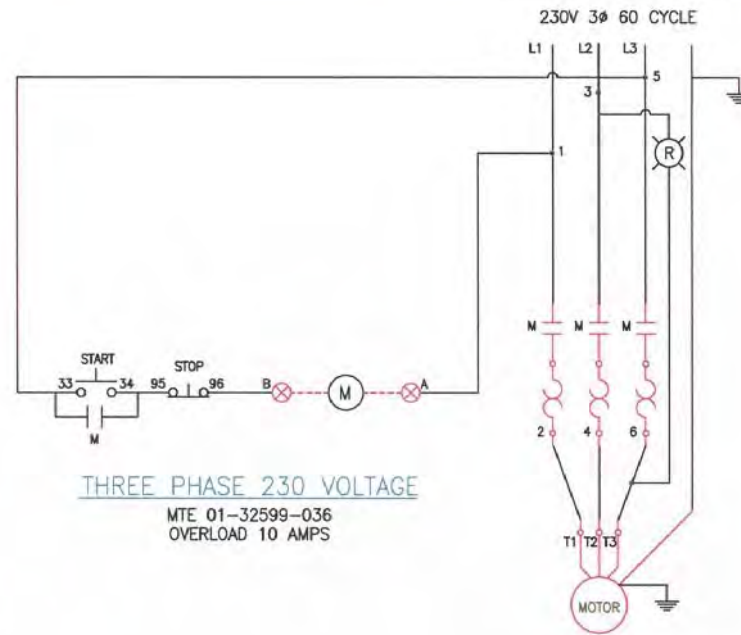 230V 3ø 60 CYCLE
L1 L2 L3
5
3
R
1
M M M
START STOP
33 34 95 96 B M A
M
2 4 6
THREE PHASE 230 VOLTAGE
MTE 01-32599-036
OVERLOAD 10 AMPS
T1 T2 T3
MOTOR